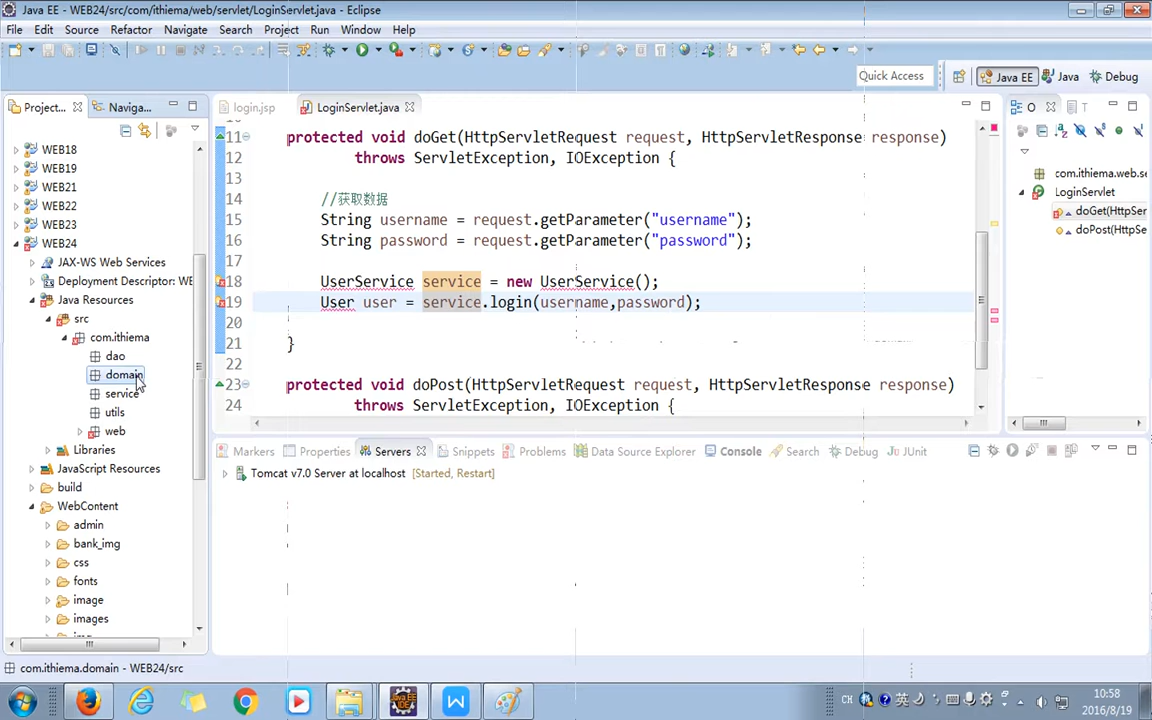 Java EE - WEB24/src/com/ithiema/web/servlet/LoginServlet.java - Eclipse
File Edit Source Refactor Navigate Search Project Run Window Help
Quick Access
Java EE Java Debug
Project... Naviga...
login.jsp LoginServlet.java
O T
WEB18
WEB19
WEB21
WEB22
WEB23
WEB24
JAX-WS Web Services
Deployment Descriptor: WE
Java Resources
src
com.ithiema
dao
domain
service
utils
web
Libraries
JavaScript Resources
build
WebContent
admin
bank_img
css
fonts
image
images
11 protected void doGet(HttpServletRequest request, HttpServletResponse response)
12 throws ServletException, IOException {
13
14 //获取数据
15 String username = request.getParameter("username");
16 String password = request.getParameter("password");
17
18 UserService service = new UserService();
19 User user = service.login(username,password);
20
21 }
22
23 protected void doPost(HttpServletRequest request, HttpServletResponse response)
24 throws ServletException, IOException {
com.ithiema.web.se
LoginServlet
doGet(HttpSer
doPost(HttpSe
Markers Properties Servers Snippets Problems Data Source Explorer Console Search Debug JUnit
Tomcat v7.0 Server at localhost [Started, Restart]
com.ithiema.domain - WEB24/src
CH 英
10:58
2016/8/19